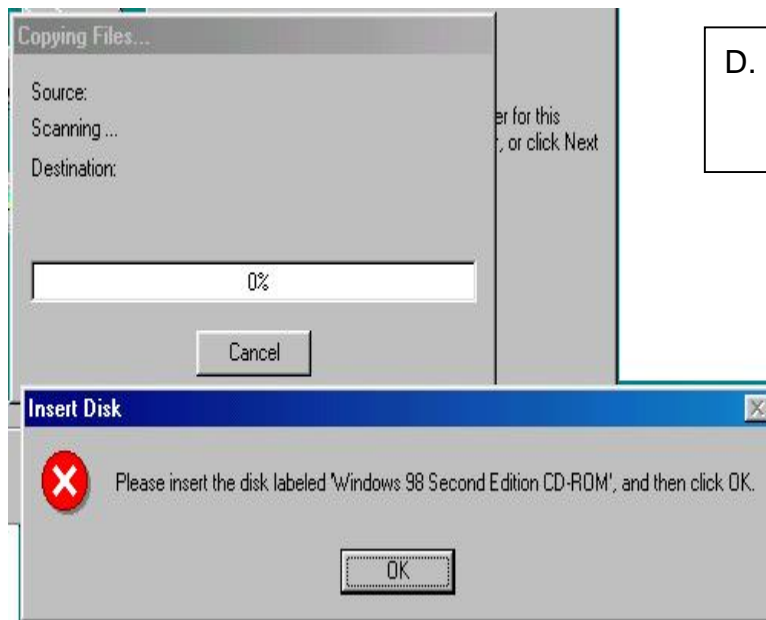 Copying Files...
D.
Source:
Scanning ...
Destination:
er for this
, or click Next
0%
Cancel
Insert Disk
Please insert the disk labeled 'Windows 98 Second Edition CD-ROM', and then click OK.
OK